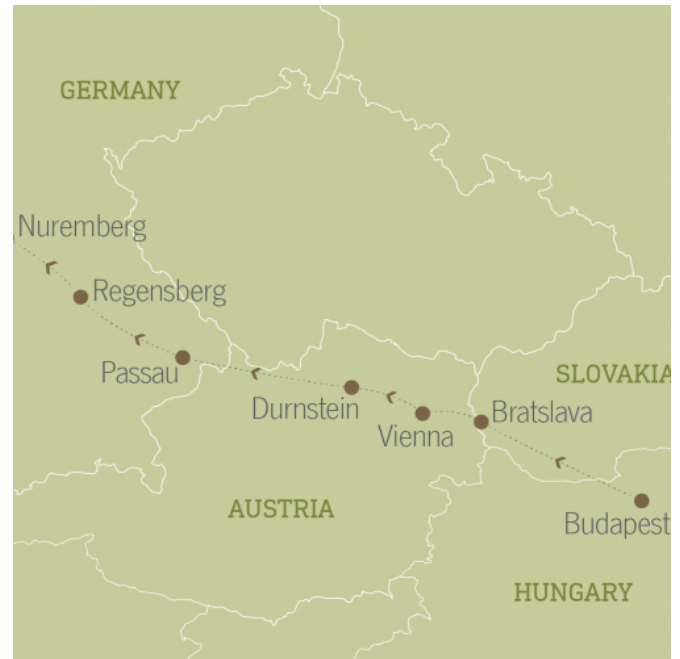 GERMANY
Nuremberg
Regensberg
Passau
SLOVAKIA
Durnstein
Bratslava
Vienna
AUSTRIA
Budapest
HUNGARY